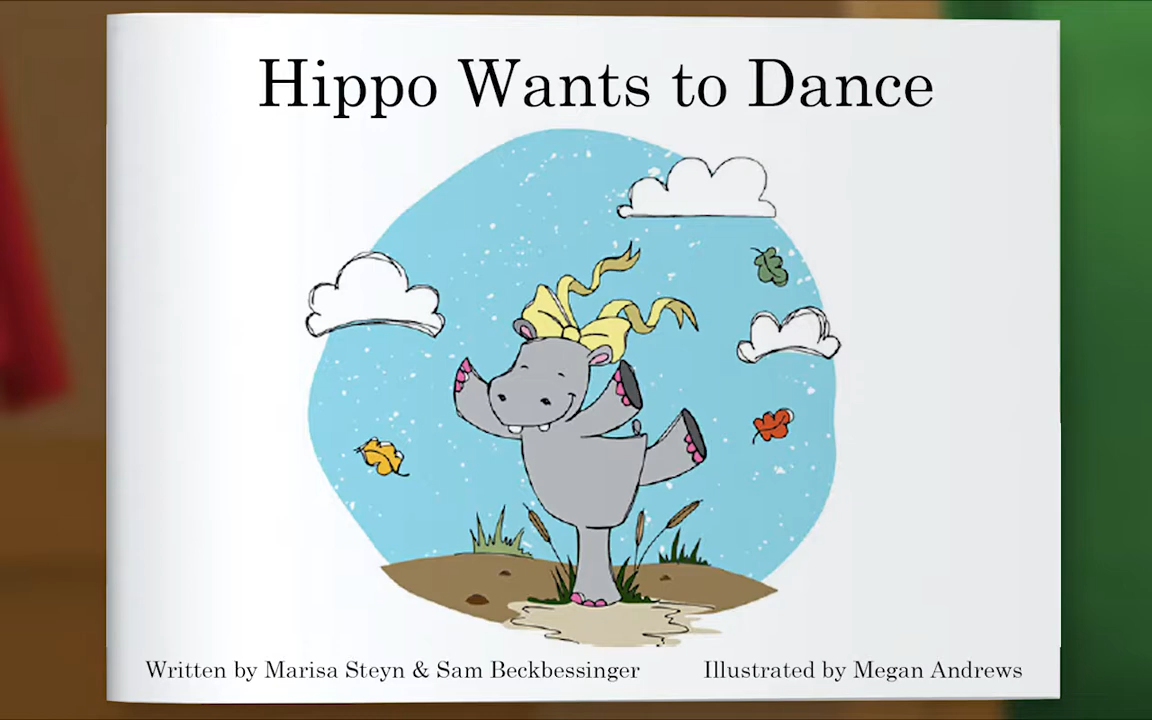 Hippo Wants to Dance
Written by Marisa Steyn & Sam Beckbessinger
Illustrated by Megan Andrews